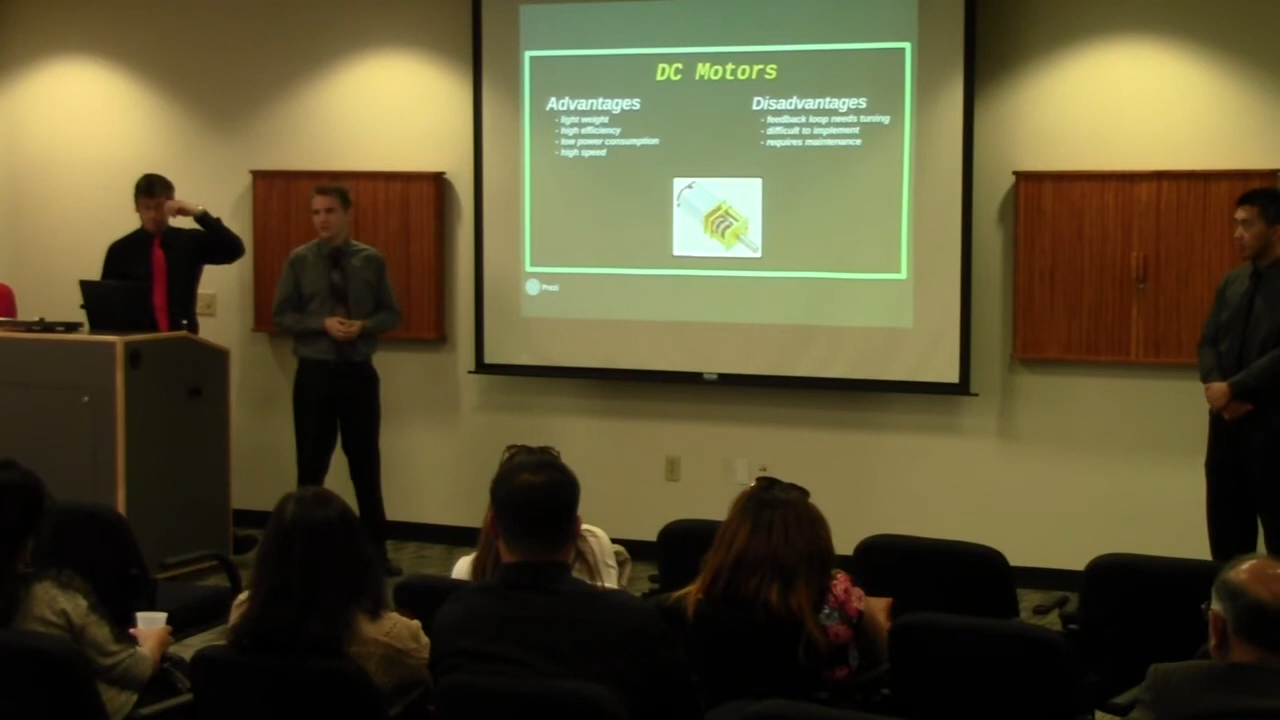 DC Motors
Advantages
- light weight
- high efficiency
- low power consumption
- high speed
Disadvantages
- feedback loop needs tuning
- difficult to implement
- requires maintenance
Prezi